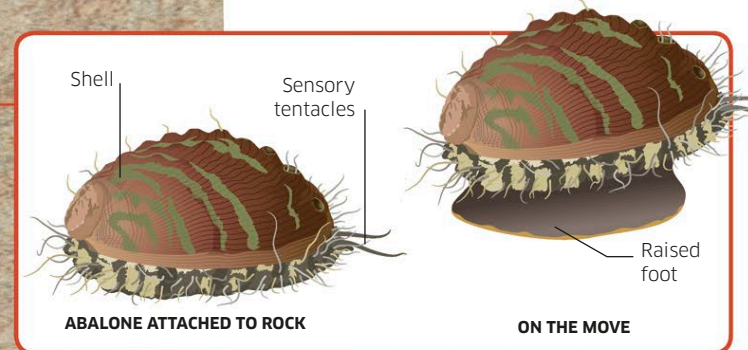 Shell
Sensory
tentacles
Raised
foot
ABALONE ATTACHED TO ROCK
ON THE MOVE